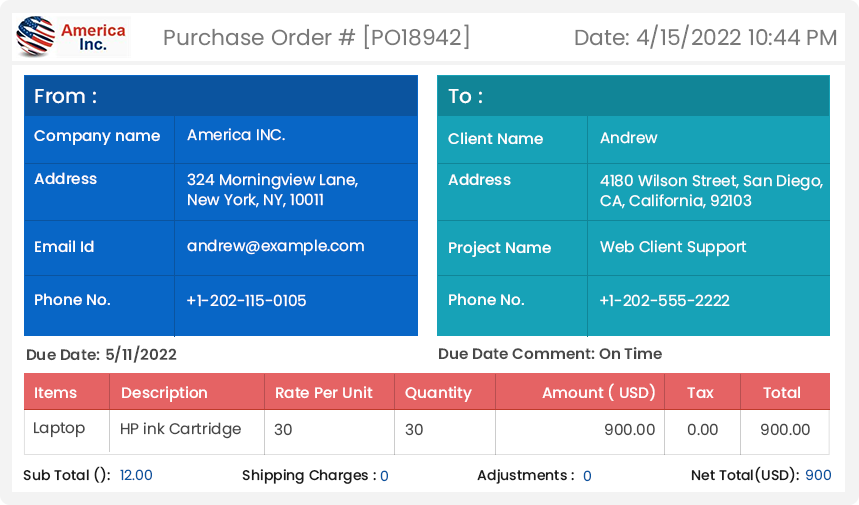 America
Inc.
Purchase Order # [PO18942]
Date: 4/15/2022 10:44 PM
From :
Company name
America INC.
Address
324 Morningview Lane,
New York, NY, 10011
Email Id
andrew@example.com
Phone No.
+1-202-115-0105
To :
Client Name
Andrew
Address
4180 Wilson Street, San Diego,
CA, California, 92103
Project Name
Web Client Support
Phone No.
+1-202-555-2222
Due Date: 5/11/2022
Due Date Comment: On Time
Items Description Rate Per Unit Quantity Amount ( USD) Tax Total
Laptop HP ink Cartridge 30 30 900.00 0.00 900.00
Sub Total (): 12.00 Shipping Charges : 0 Adjustments : 0 Net Total(USD): 900